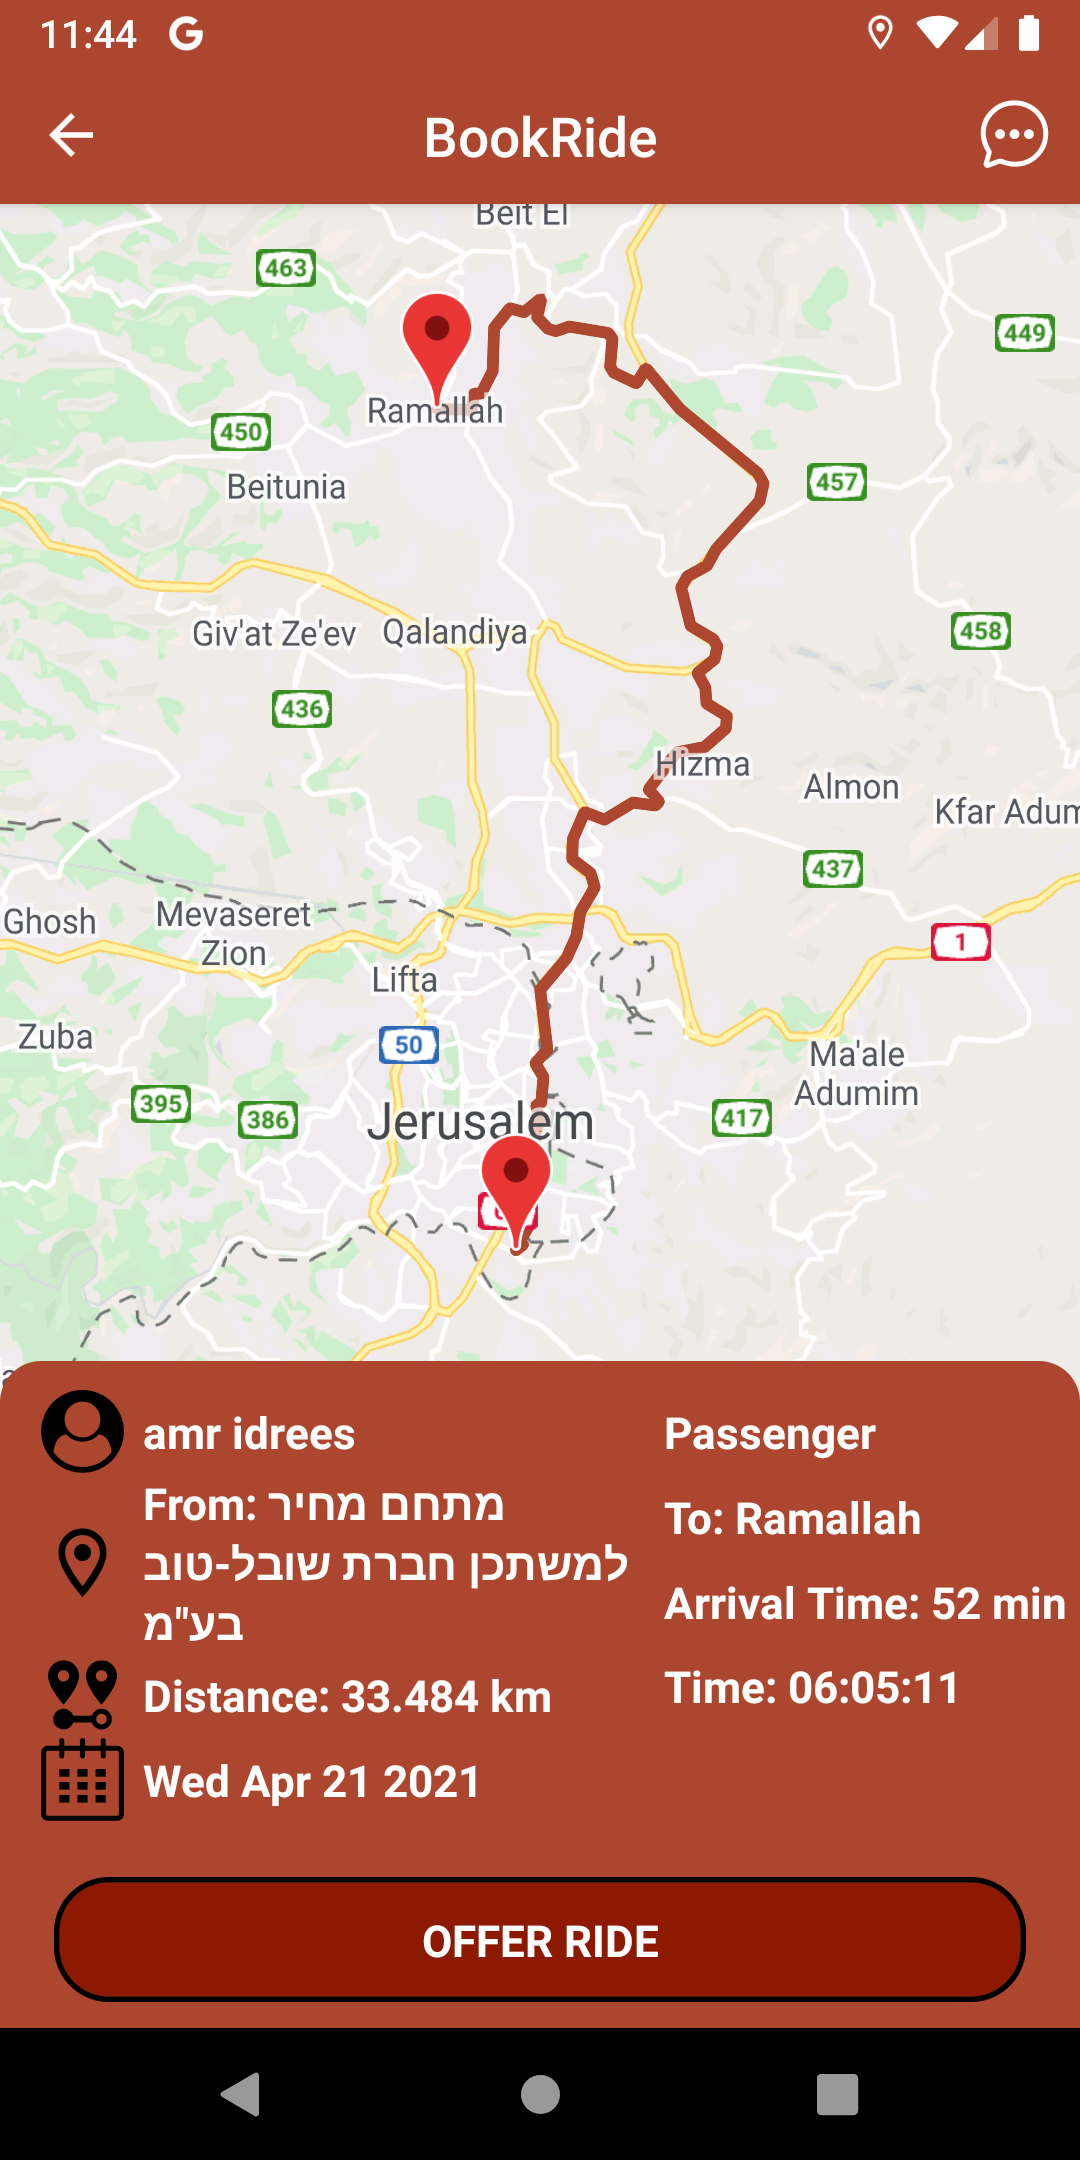 11:44
BookRide
Beit El
463
449
Ramallah
450
457
Beitunia
Giv'at Ze'ev
Qalandiya
458
436
Hizma
Almon
Kfar Adum
437
Ghosh
Mevaseret
Zion
1
Lifta
Zuba
50
Ma'ale
Adumim
395
386
417
Jerusalem
amr idrees
Passenger
From: מתחם מחיר
למשתכן חברת שובל-טוב
בע"מ
To: Ramallah
Arrival Time: 52 min
Distance: 33.484 km
Time: 06:05:11
Wed Apr 21 2021
OFFER RIDE